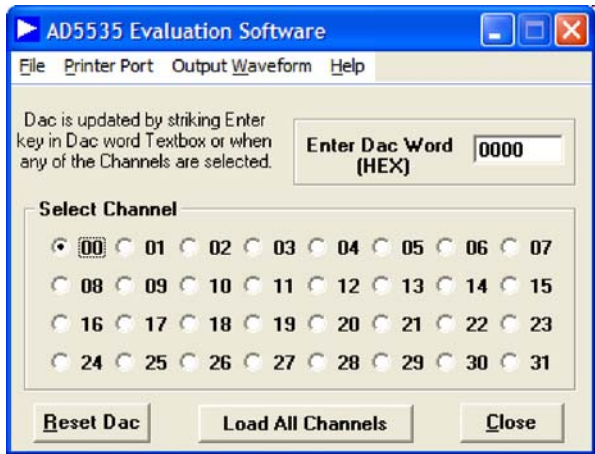 AD5535 Evaluation Software
File Printer Port Output Waveform Help
Dac is updated by striking Enter
key in Dac word Textbox or when
any of the Channels are selected.
Enter Dac Word
(HEX)
0000
Select Channel
00 01 02 03 04 05 06 07
08 09 10 11 12 13 14 15
16 17 18 19 20 21 22 23
24 25 26 27 28 29 30 31
Reset Dac Load All Channels Close